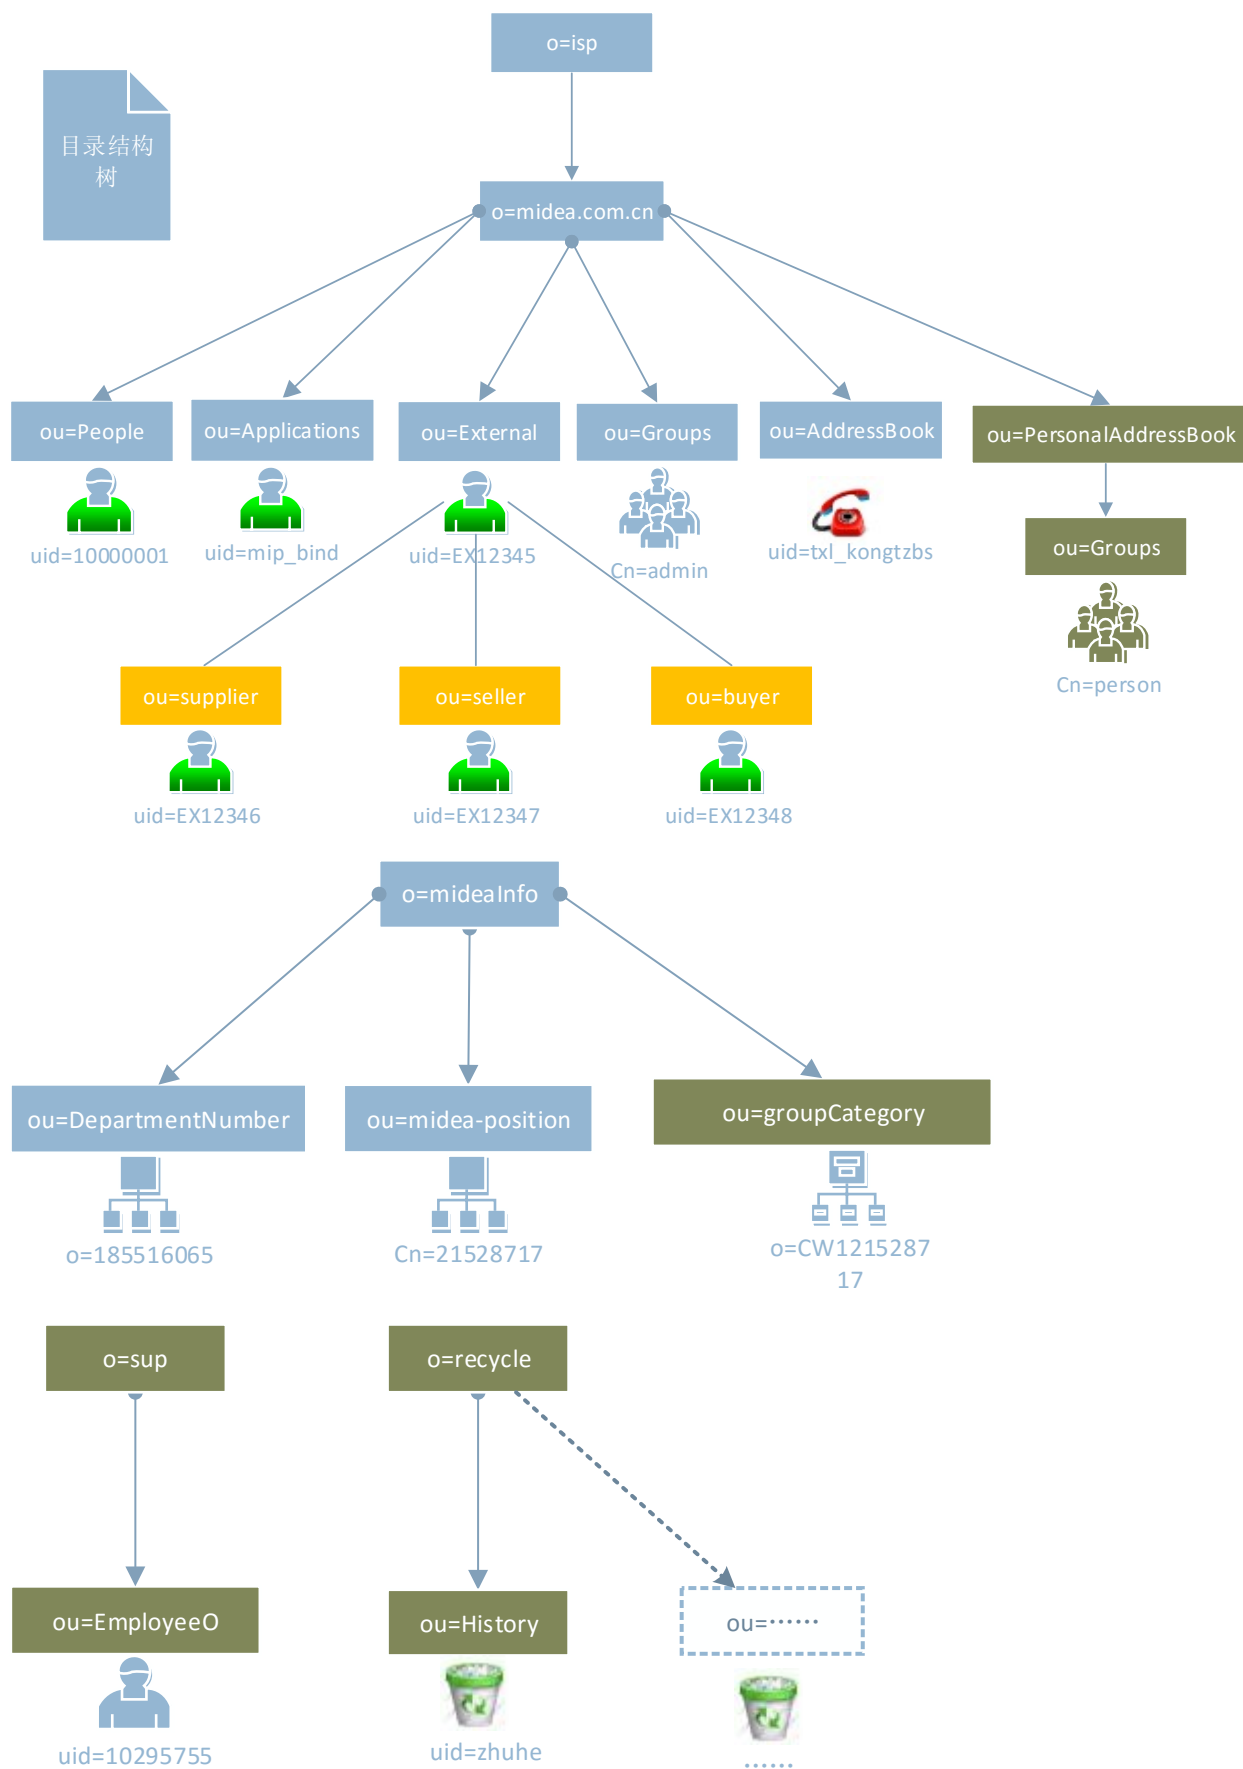 o=isp
目录结构
树
o=midea.com.cn
ou=People
ou=Applications
ou=External
ou=Groups
ou=AddressBook
ou=PersonalAddressBook
uid=10000001
uid=mip_bind
uid=EX12345
Cn=admin
uid=txl_kongtzbs
ou=Groups
Cn=person
ou=supplier
ou=seller
ou=buyer
uid=EX12346
uid=EX12347
uid=EX12348
o=mideaInfo
ou=DepartmentNumber
ou=midea-position
ou=groupCategory
o=185516065
Cn=21528717
o=CW1215287
17
o=sup
o=recycle
ou=EmployeeO
ou=History
ou=······
uid=10295755
uid=zhuhe
······